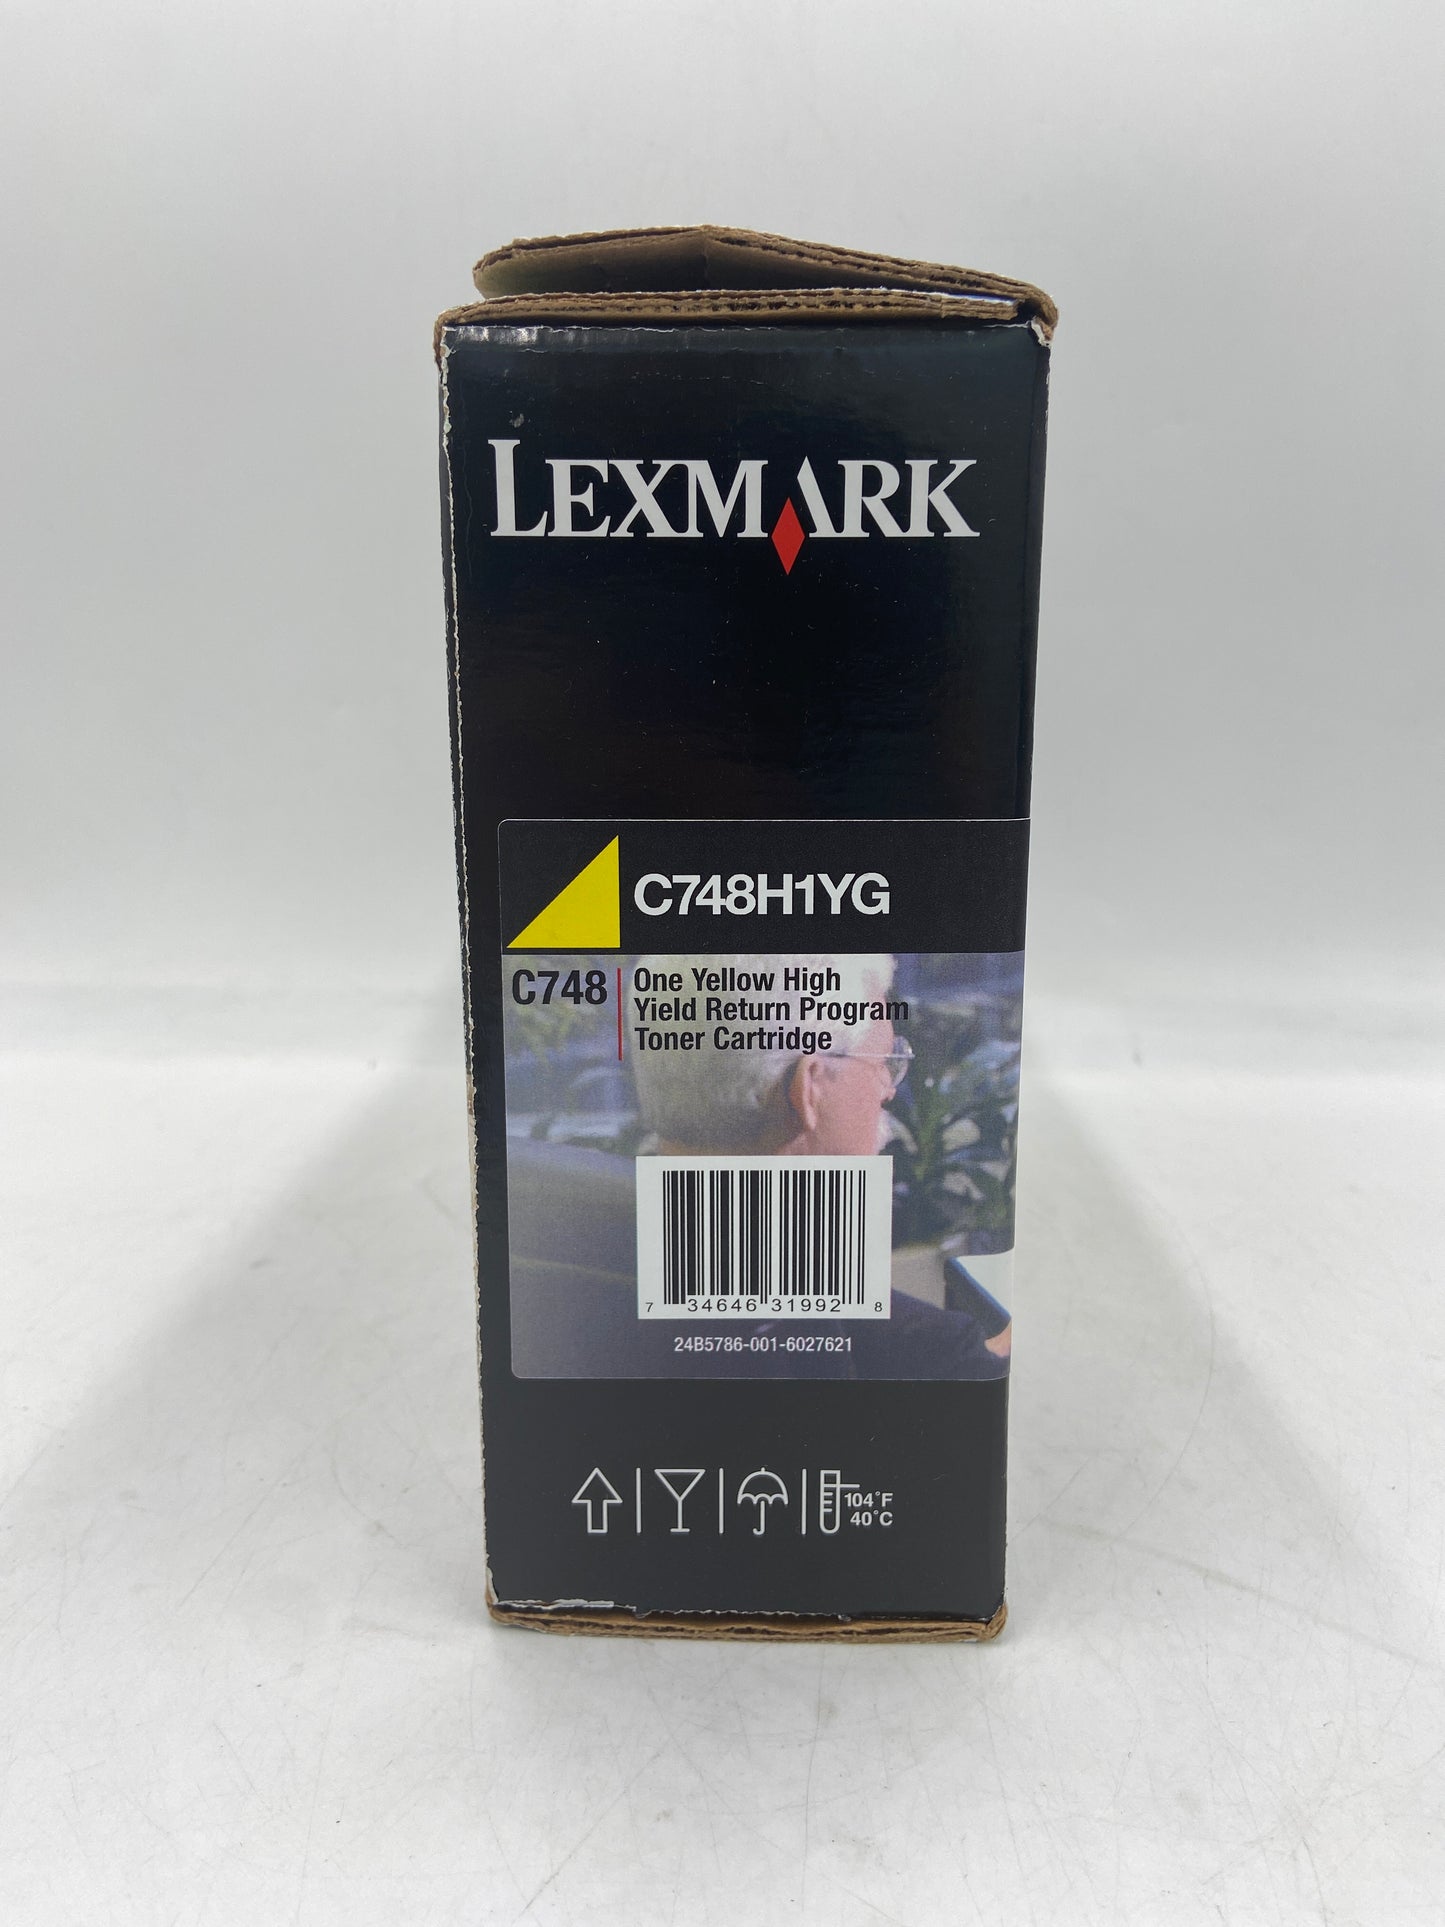 LEXMARK
C748H1YG
C748
One Yellow High
Yield Return Program
Toner Cartridge
7 34646 31992 8
24B5786-001-6027621
104°F
40°C